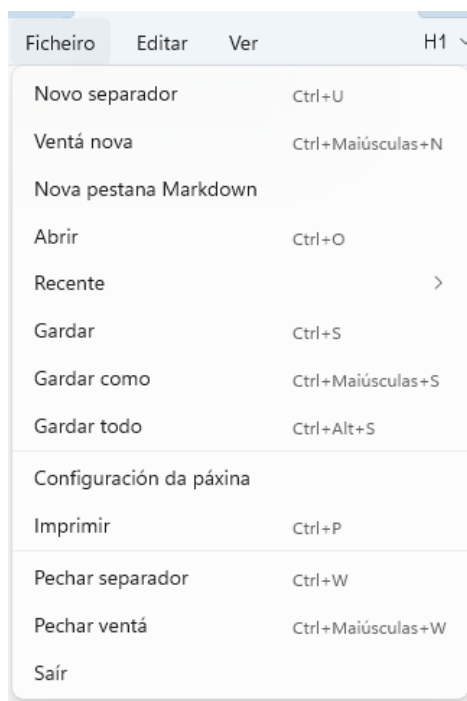 Ficheiro Editar Ver H1
Novo separador Ctrl+U
Ventá nova Ctrl+Maiúsculas+N
Nova pestana Markdown
Abrir Ctrl+O
Recente
Gardar Ctrl+S
Gardar como Ctrl+Maiúsculas+S
Gardar todo Ctrl+Alt+S
Configuración da páxina
Imprimir Ctrl+P
Pechar separador Ctrl+W
Pechar ventá Ctrl+Maiúsculas+W
Saír